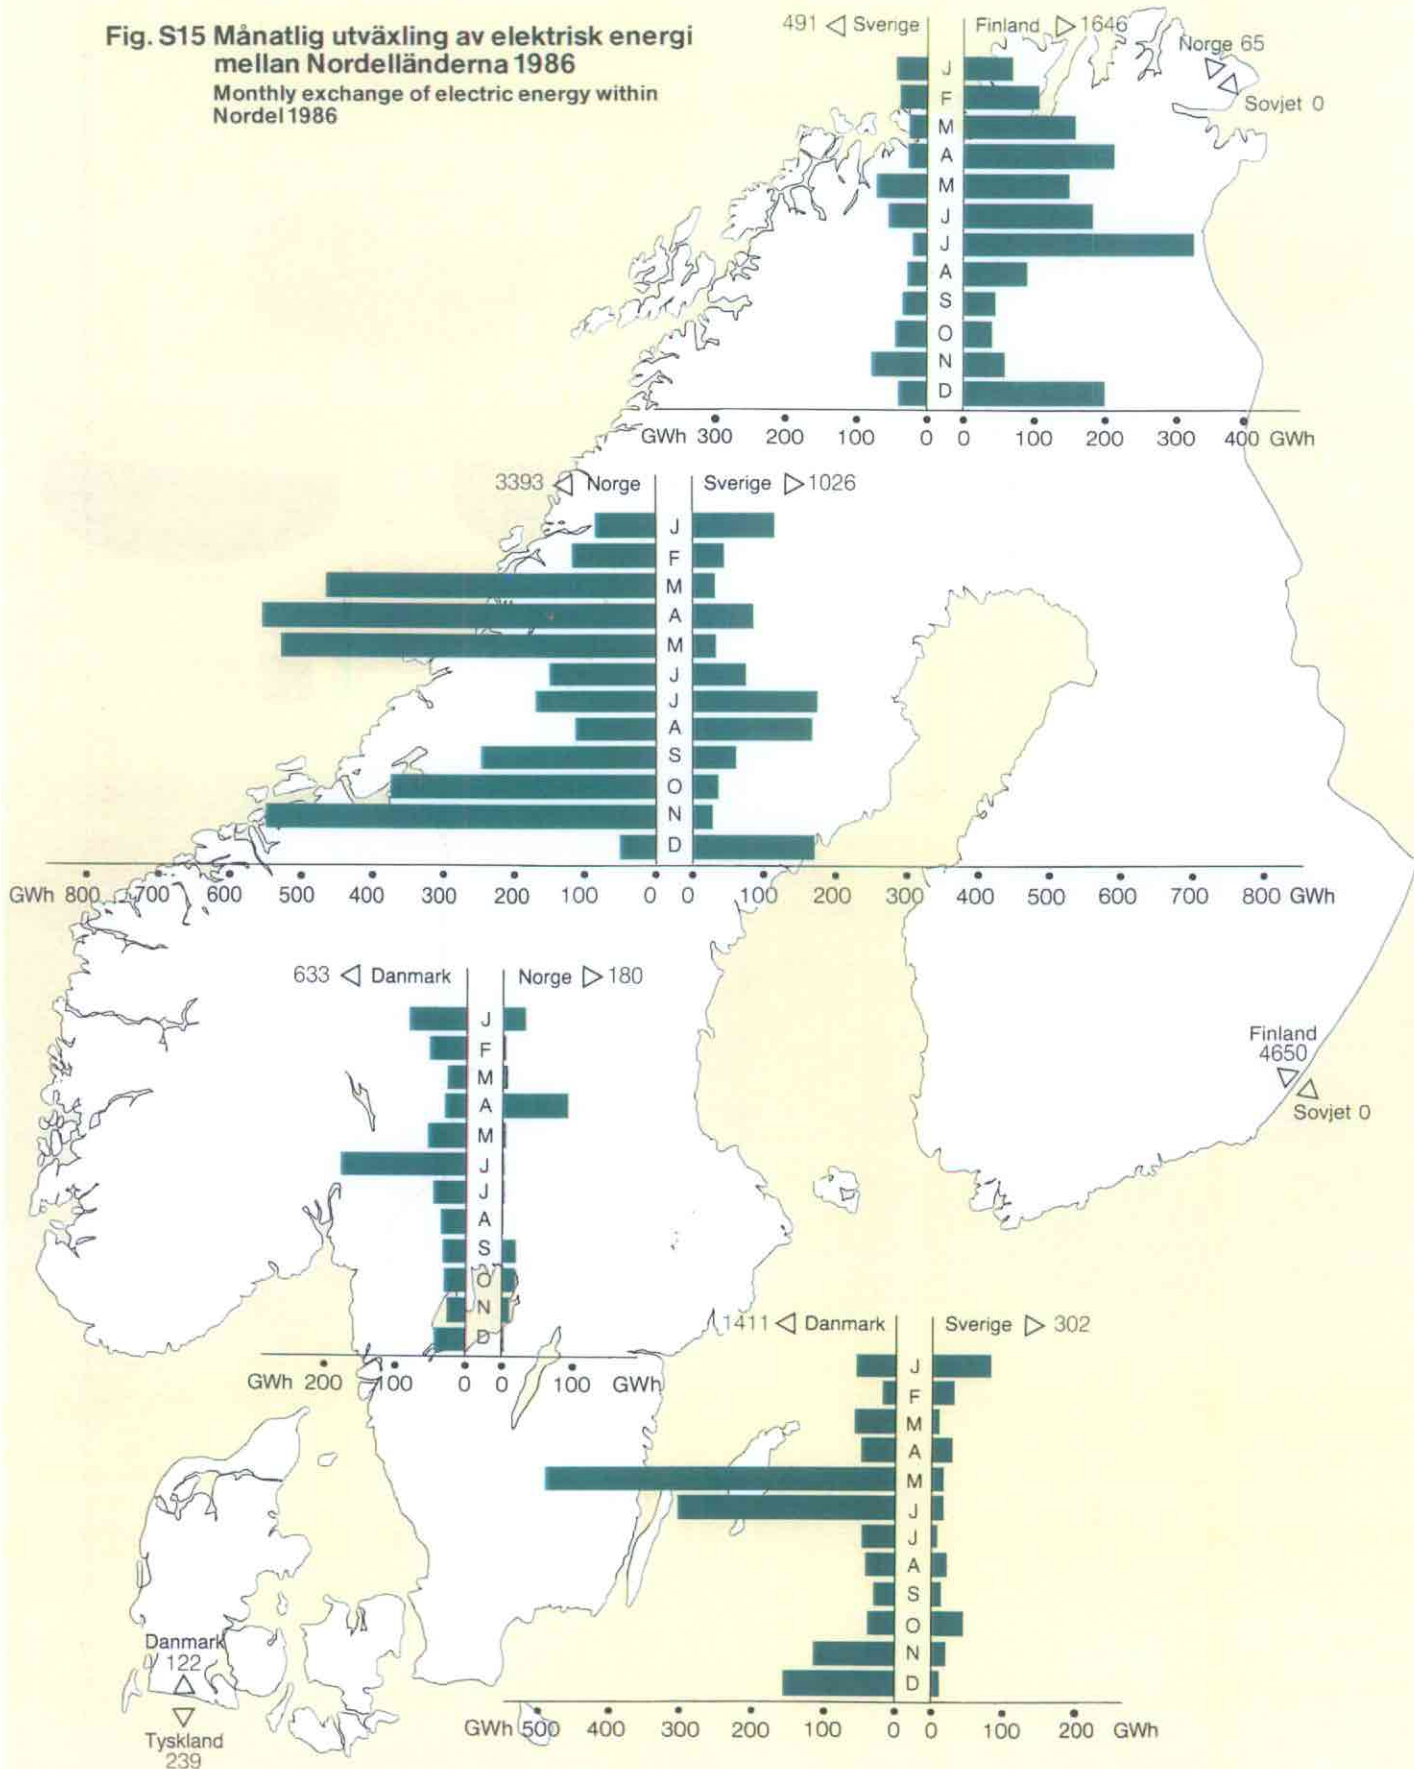 Fig. S15 Månatlig utväxling av elektrisk energi
mellan Nordelländerna 1986
Monthly exchange of electric energy within
Nordel 1986
491 ◁ Sverige Finland ▷ 1646
Norge 65
▽
△
Sovjet 0
J
F
M
A
M
J
J
A
S
O
N
D
GWh 300 200 100 0 0 100 200 300 400 GWh
3393 ◁ Norge Sverige ▷ 1026
J
F
M
A
M
J
J
A
S
O
N
D
GWh 800 700 600 500 400 300 200 100 0 0 100 200 300 400 500 600 700 800 GWh
633 ◁ Danmark Norge ▷ 180
J
F
M
A
M
J
J
A
S
O
N
D
GWh 200 100 0 0 100 GWh
Finland
4650
▽
△
Sovjet 0
1411 ◁ Danmark Sverige ▷ 302
J
F
M
A
M
J
J
A
S
O
N
D
GWh 500 400 300 200 100 0 0 100 200 GWh
Danmark
122
△
▽
Tyskland
239